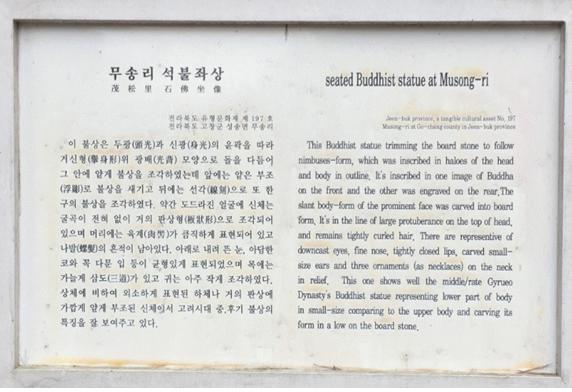 무송리 석불좌상
茂松里石佛坐像
전라북도 유형문화재 제 197 호
전라북도 고창군 성송면 무송리
이 불상은 두광(頭光)과 신광(身光)의 윤곽을 따라
거신형(擧身形)위 광배(光背) 모양으로 돌을 다듬어
그 안에 얇게 불상을 조각하였는데 앞에는 얕은 부조
(浮雕)로 불상을 새기고 뒤에는 선각(線刻)으로 또 한
구의 불상을 조각하였다. 약간 도드라진 얼굴에 신체는
굴곡이 전혀 없이 거의 판상형(板狀形)으로 조각되어
있으며 머리에는 육계(肉髻)가 큼직하게 표현되어 있고
나발(螺髮)의 흔적이 남아있다. 아래로 내려 뜬 눈, 아담한
코와 꼭 다문 입 등이 균형있게 표현되었으며 목에는
가늘게 삼도(三道)가 있고 귀는 아주 작게 조각하였다.
상체에 비하여 외소하게 표현된 하체나 거의 판상에
가깝게 얇게 부조된 신체에서 고려시대 중.후기 불상의
특징을 잘 보여주고 있다.
seated Buddhist statue at Musong-ri
Jeon-buk province, a tangible cultural asset No. 197
Musong-ri at Go-chang county in Jeon-buk province
This Buddhist statue trimming the board stone to follow
nimbuses-form, which was inscribed in haloes of the head
and body in outline. It's inscribed in one image of Buddha
on the front and the other was engraved on the rear.The
slant body-form of the prominent face was carved into board
form. It's in the line of large protuberance on the top of head,
and remains tightly curled hair. There are representive of
downcast eyes, fine nose, tightly closed lips, carved small-
size ears and three ornaments (as necklaces) on the neck
in relief. This one shows well the middle/rate Gyrueo
Dynasty's Buddhist statue representing lower part of body
in small-size comparing to the upper body and carving its
form in a low on the board stone.